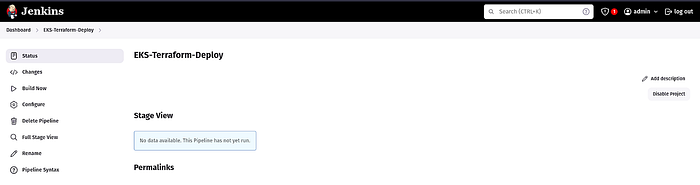 Jenkins
Search (CTRL+K)
1
admin
log out
Dashboard
EKS-Terraform-Deploy
Status
Changes
Build Now
Configure
Delete Pipeline
Full Stage View
Rename
Pipeline Syntax
EKS-Terraform-Deploy
Add description
Disable Project
Stage View
No data available. This Pipeline has not yet run.
Permalinks